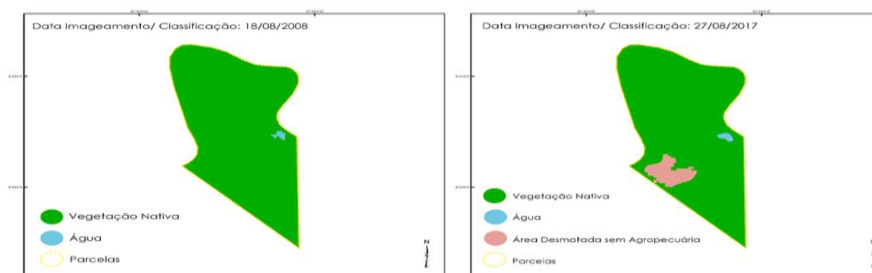 Data Imageamento/ Classificação: 18/08/2008
Vegetação Nativa
Água
Parcelas
Data Imageamento/ Classificação: 27/08/2017
Vegetação Nativa
Água
Área Desmatada sem Agropecuária
Parcelas